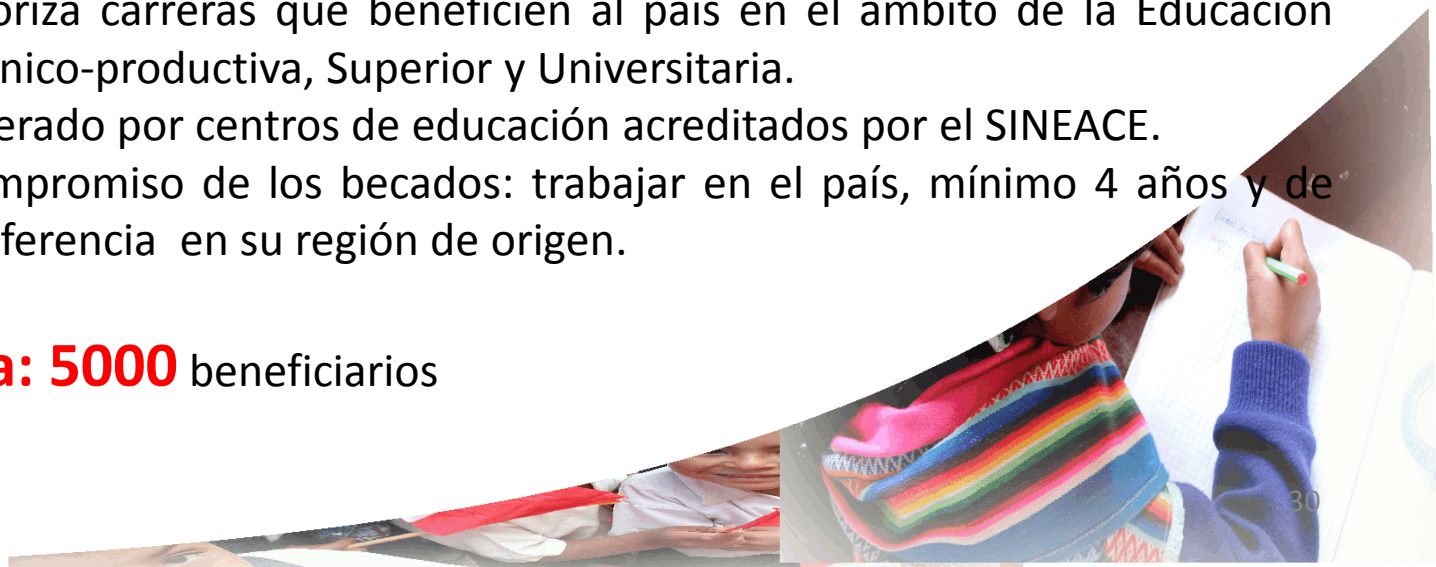 oriza carreras que beneficien al país en el ámbito de la Educación
nico-productiva, Superior y Universitaria.
erado por centros de educación acreditados por el SINEACE.
mpromiso de los becados: trabajar en el país, mínimo 4 años y de
ferencia en su región de origen.
a: 5000 beneficiarios
30